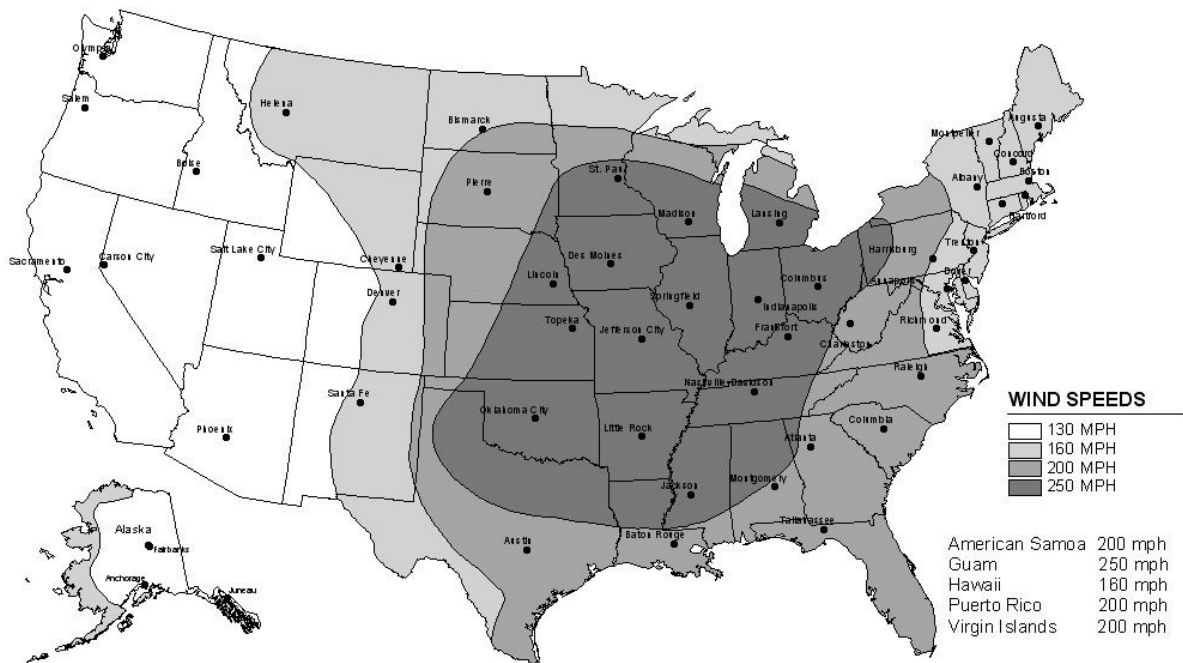 Olympia
Salem
Helena
Bismarck
Boise
Pierre
St. Paul
Montpelier
Augusta
Concord
Albany
Boston
Hartford
Madison
Lansing
Sacramento
Carson City
Salt Lake City
Cheyenne
Des Moines
Lincoln
Harrisburg
Trenton
Denver
Columbus
Dover
Annapolis
Springfield
Indianapolis
Topeka
Jefferson City
Frankfort
Charleston
Richmond
Raleigh
Santa Fe
Nashville-Davidson
Oklahoma City
Little Rock
Phoenix
Atlanta
Columbia
Jackson
Montgomery
Austin
Baton Rouge
Tallahassee
Alaska
Fairbanks
Anchorage
Juneau
WIND SPEEDS
130 MPH
160 MPH
200 MPH
250 MPH
American Samoa 200 mph
Guam 250 mph
Hawaii 160 mph
Puerto Rico 200 mph
Virgin Islands 200 mph